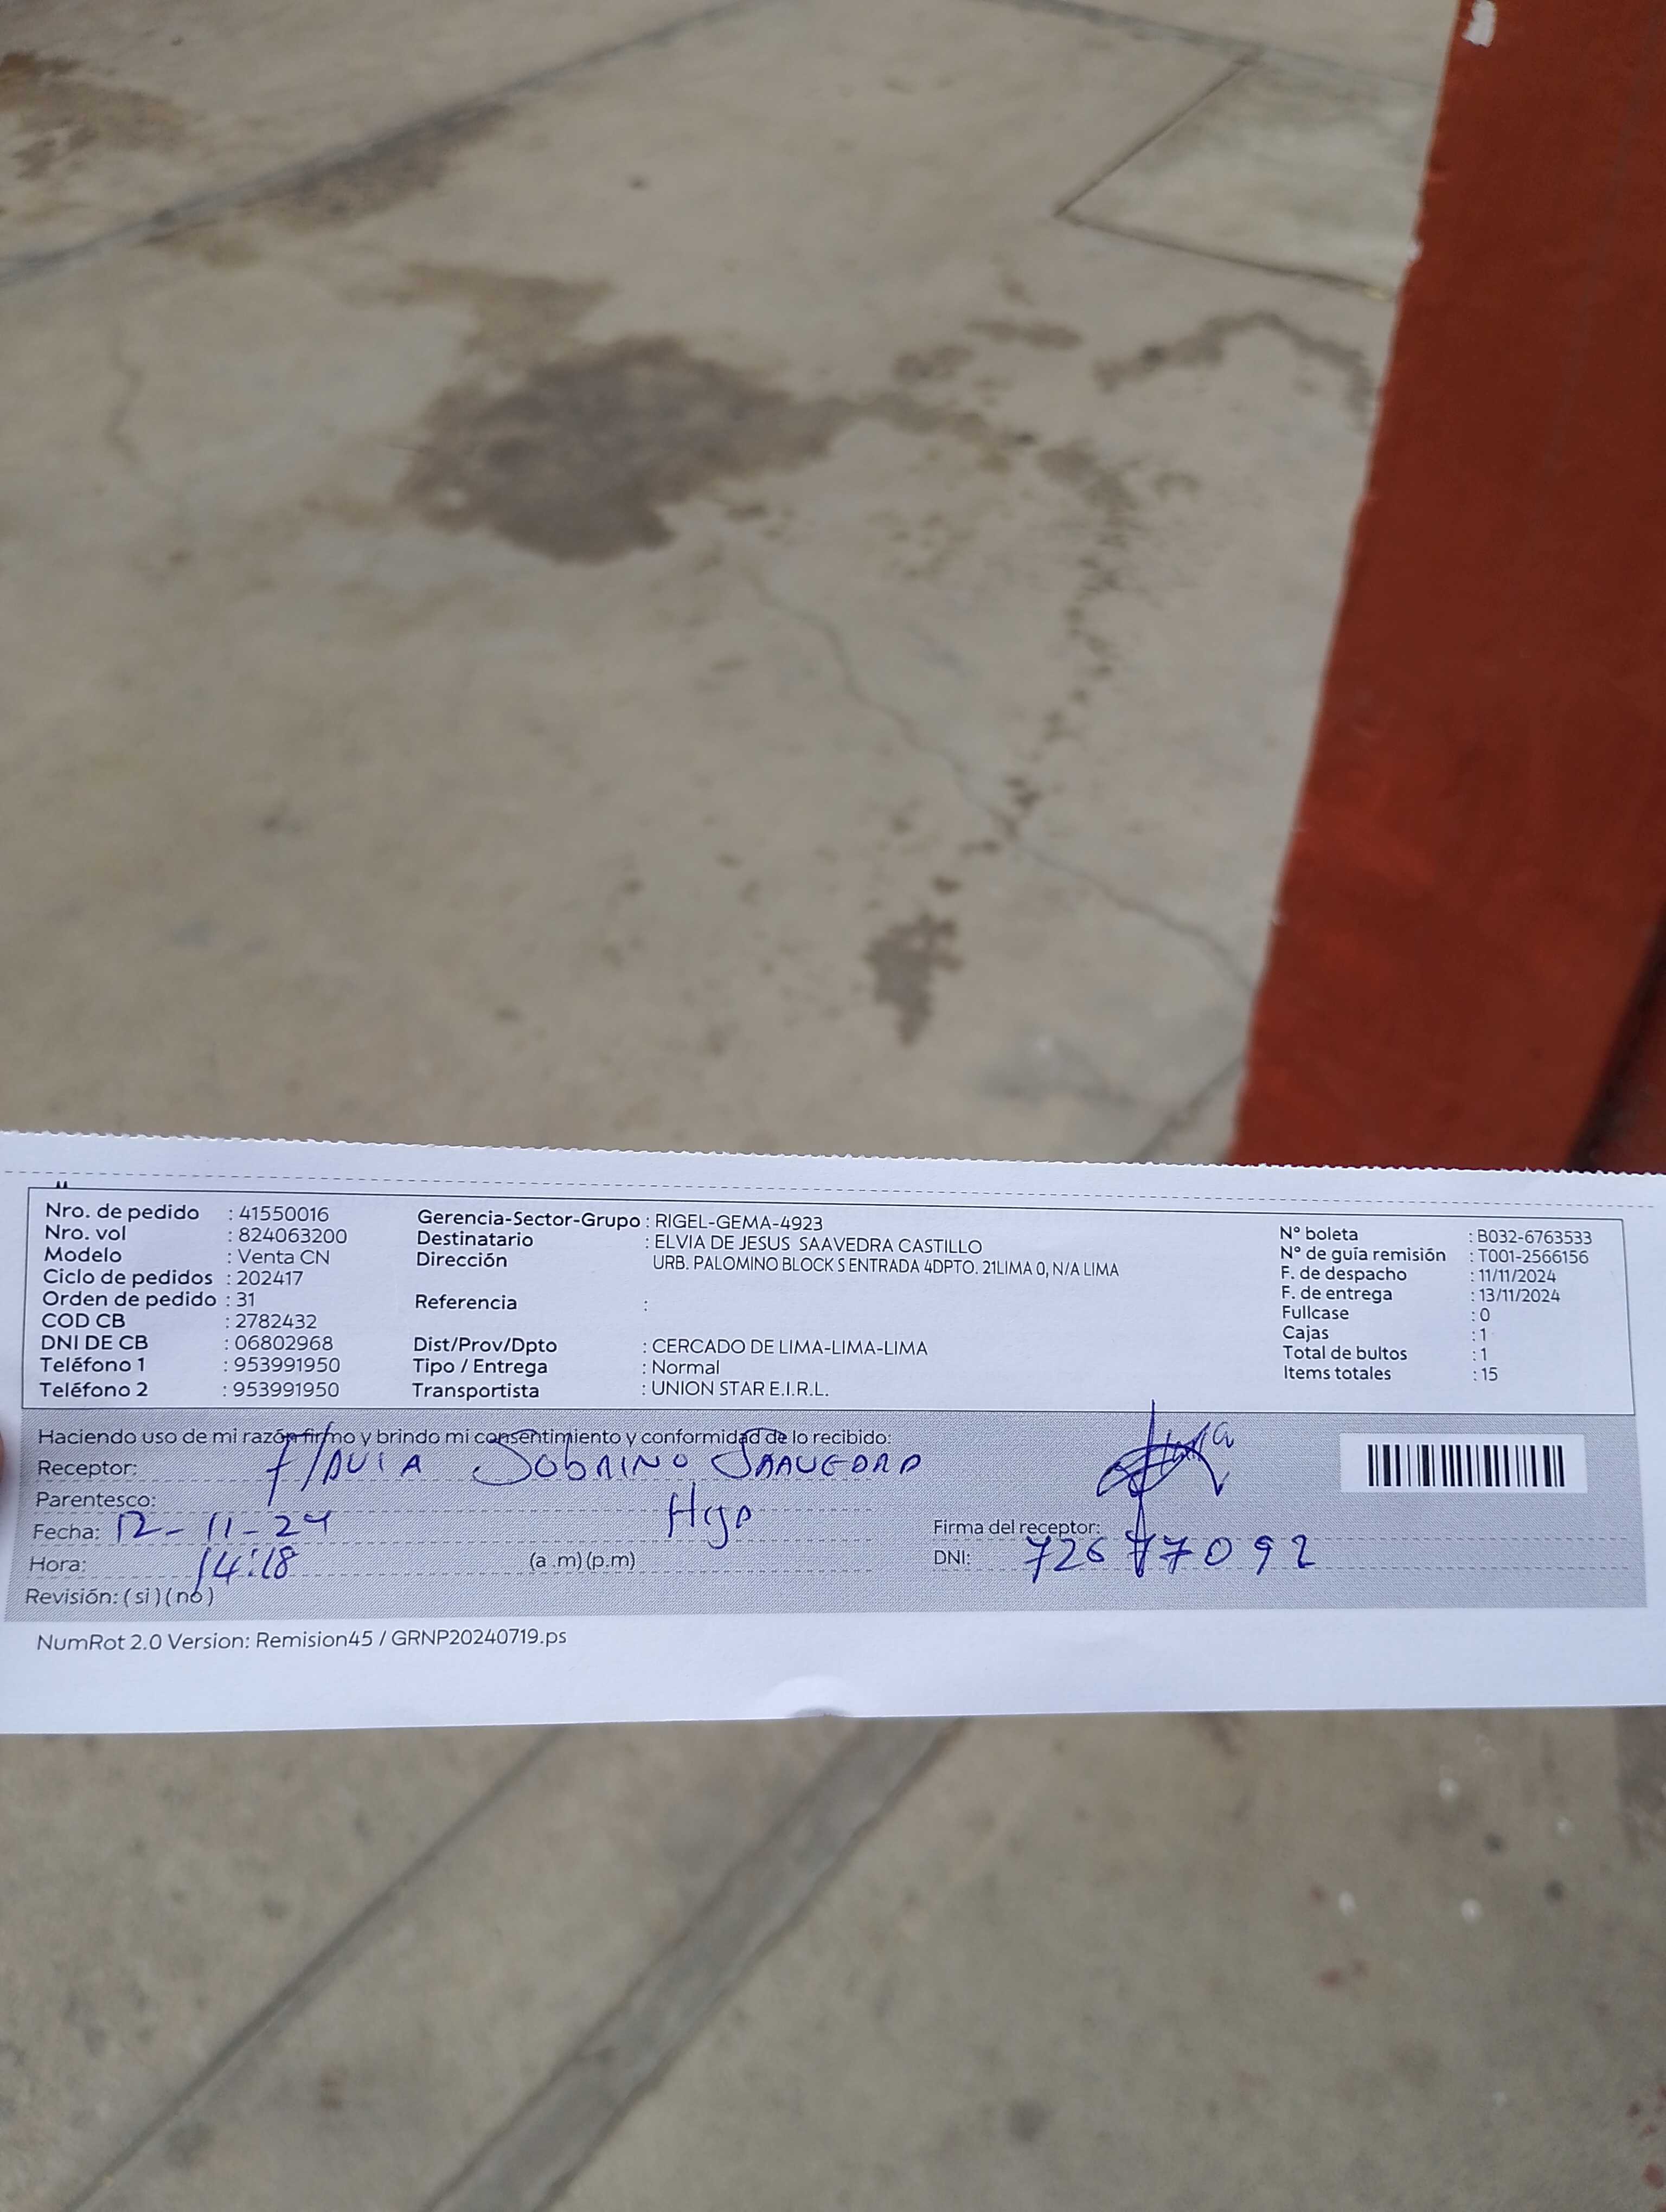 Nro. de pedido : 41550016
Nro. vol : 824063200
Modelo : Venta CN
Ciclo de pedidos : 202417
Orden de pedido : 31
COD CB : 2782432
DNI DE CB : 06802968
Teléfono 1 : 953991950
Teléfono 2 : 953991950
Gerencia-Sector-Grupo : RIGEL-GEMA-4923
Destinatario : ELVIA DE JESUS SAAVEDRA CASTILLO
Dirección URB. PALOMINO BLOCK S ENTRADA 4DPTO. 21LIMA 0, N/A LIMA
Referencia :
Dist/Prov/Dpto : CERCADO DE LIMA-LIMA-LIMA
Tipo / Entrega : Normal
Transportista : UNION STAR E.I.R.L.
N° boleta : B032-6763533
N° de guía remisión : T001-2566156
F. de despacho : 11/11/2024
F. de entrega : 13/11/2024
Fullcase : 0
Cajas : 1
Total de bultos : 1
Items totales : 15
Haciendo uso de mi razón firmo y brindo mi consentimiento y conformidad de lo recibido:
Receptor: FlAVIA SobRINO SAAVEDRA
Parentesco: Hija
Fecha: 12-11-24
Hora: 14:18 (a .m) (p.m)
Revisión: ( si ) ( no )
Firma del receptor:
DNI: 72677092
NumRot 2.0 Version: Remision45 / GRNP20240719.ps